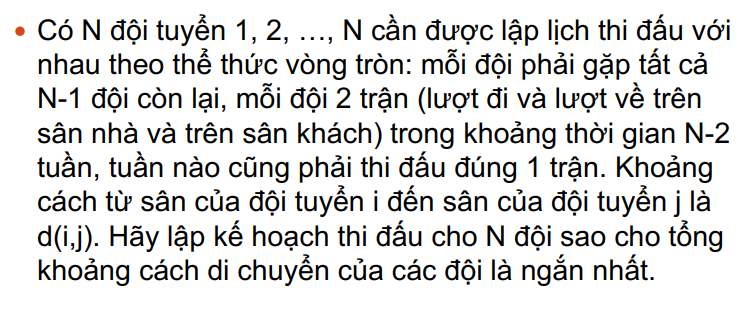 • Có N đội tuyển 1, 2, …, N cần được lập lịch thi đấu với
nhau theo thể thức vòng tròn: mỗi đội phải gặp tất cả
N-1 đội còn lại, mỗi đội 2 trận (lượt đi và lượt về trên
sân nhà và trên sân khách) trong khoảng thời gian N-2
tuần, tuần nào cũng phải thi đấu đúng 1 trận. Khoảng
cách từ sân của đội tuyển i đến sân của đội tuyển j là
d(i,j). Hãy lập kế hoạch thi đấu cho N đội sao cho tổng
khoảng cách di chuyển của các đội là ngắn nhất.